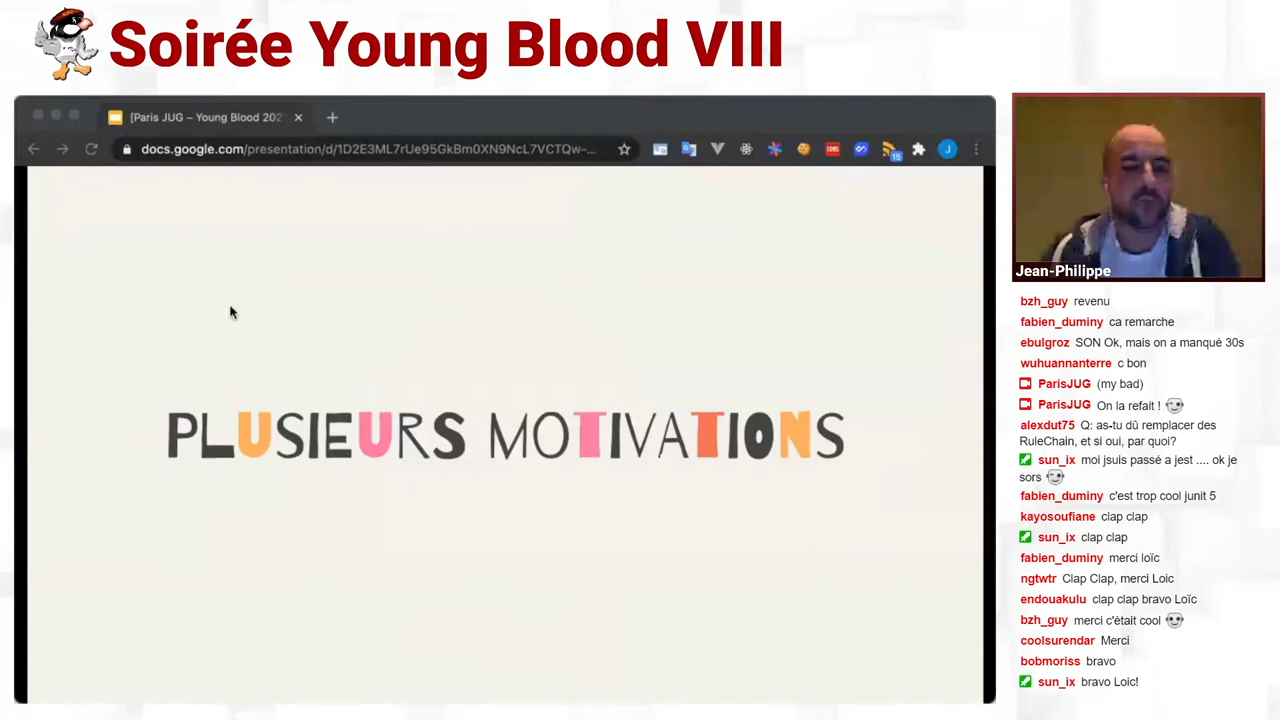 Soirée Young Blood VIII
[Paris JUG – Young Blood 202
docs.google.com/presentation/d/1D2E3ML7rUe95GkBm0XN9NcL7VCTQw-...
CORS
15
J
PLUSIEURS MOTIVATIONS
Jean-Philippe
bzh_guy revenu
fabien_duminy ca remarche
ebulgroz SON Ok, mais on a manqué 30s
wuhuannanterre c bon
ParisJUG (my bad)
ParisJUG On la refait !
alexdut75 Q: as-tu dû remplacer des
RuleChain, et si oui, par quoi?
sun_ix moi jsuis passé a jest .... ok je
sors
fabien_duminy c'est trop cool junit 5
kayosoufiane clap clap
sun_ix clap clap
fabien_duminy merci loïc
ngtwtr Clap Clap, merci Loic
endouakulu clap clap bravo Loïc
bzh_guy merci c'était cool
coolsurendar Merci
bobmoriss bravo
sun_ix bravo Loic!